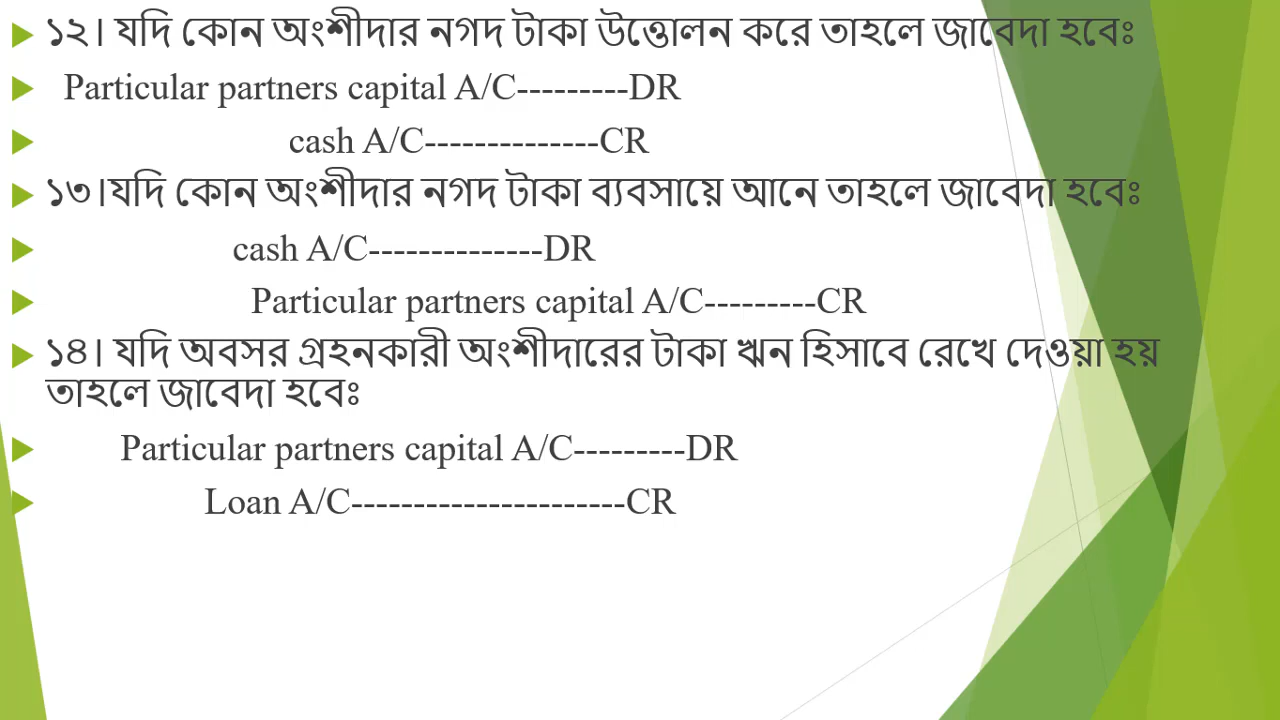 ১২। যদি কোন অংশীদার নগদ টাকা উত্তোলন করে তাহলে জাবেদা হবেঃ
Particular partners capital A/C---------DR
cash A/C--------------CR
১৩।যদি কোন অংশীদার নগদ টাকা ব্যবসায়ে আনে তাহলে জাবেদা হবেঃ
cash A/C--------------DR
Particular partners capital A/C---------CR
১৪। যদি অবসর গ্রহনকারী অংশীদারের টাকা ঋন হিসাবে রেখে দেওয়া হয়
তাহলে জাবেদা হবেঃ
Particular partners capital A/C---------DR
Loan A/C----------------------CR